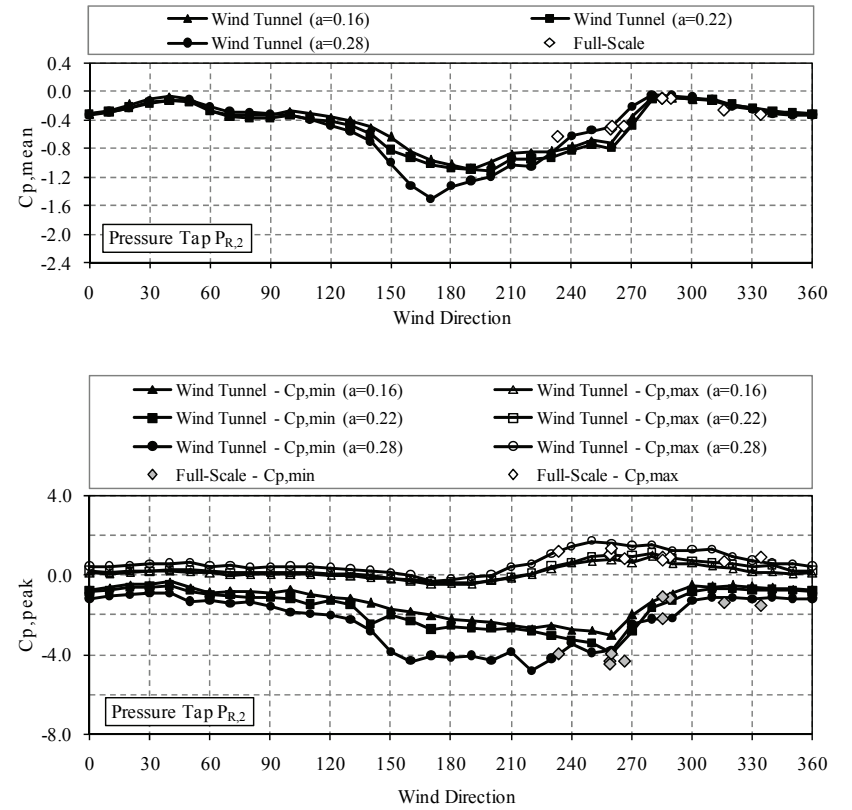 Wind Tunnel (a=0.16) Wind Tunnel (a=0.22)
Wind Tunnel (a=0.28) Full-Scale
0.4
0.0
-0.4
-0.8
-1.2
-1.6
-2.0
-2.4
Cp,mean
Pressure Tap PR,2
0 30 60 90 120 150 180 210 240 270 300 330 360
Wind Direction
Wind Tunnel - Cp,min (a=0.16) Wind Tunnel - Cp,max (a=0.16)
Wind Tunnel - Cp,min (a=0.22) Wind Tunnel - Cp,max (a=0.22)
Wind Tunnel - Cp,min (a=0.28) Wind Tunnel - Cp,max (a=0.28)
Full-Scale - Cp,min Full-Scale - Cp,max
4.0
0.0
-4.0
-8.0
Cp,peak
Pressure Tap PR,2
0 30 60 90 120 150 180 210 240 270 300 330 360
Wind Direction